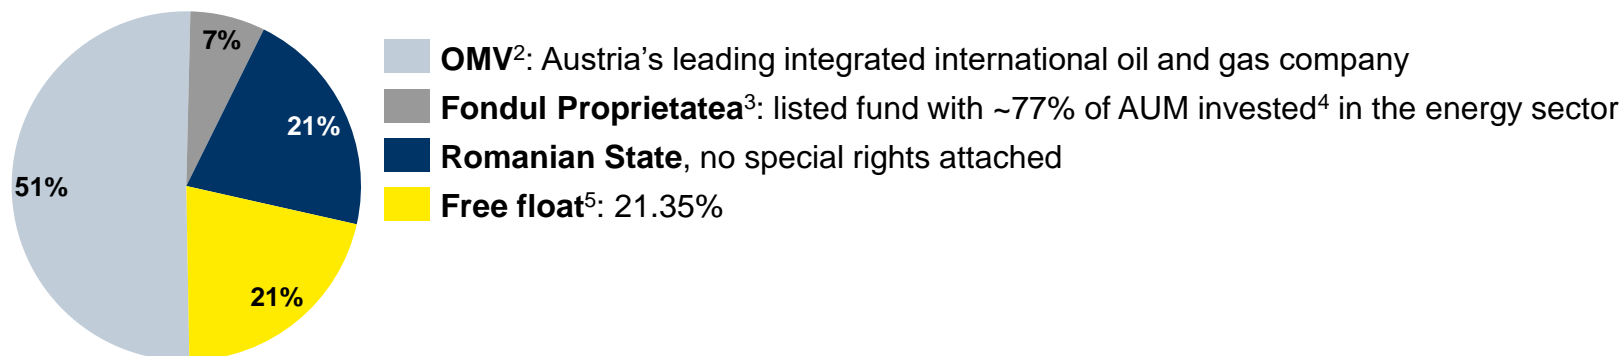 7%
21%
51%
21%
OMV²: Austria’s leading integrated international oil and gas company
Fondul Proprietatea³: listed fund with ~77% of AUM invested⁴ in the energy sector
Romanian State, no special rights attached
Free float⁵: 21.35%